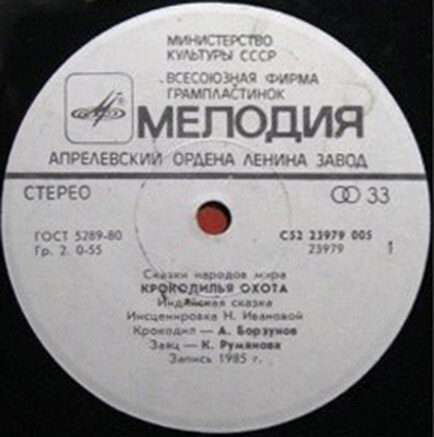 МИНИСТЕРСТВО
КУЛЬТУРЫ СССР
ВСЕСОЮЗНАЯ ФИРМА
ГРАМПЛАСТИНОК
МЕЛОДИЯ
АПРЕЛЕВСКИЙ ОРДЕНА ЛЕНИНА ЗАВОД
СТЕРЕО 33
ГОСТ 5289-80 С52 23979 005
Гр. 2. 0-55 23979 1
Сказки народов мира
КРОКОДИЛЬЯ ОХОТА
Индийская сказка
Инсценировка Н. Ивановой
Крокодил — А. Борзунов
Заяц — К. Румянова
Запись 1985 г.